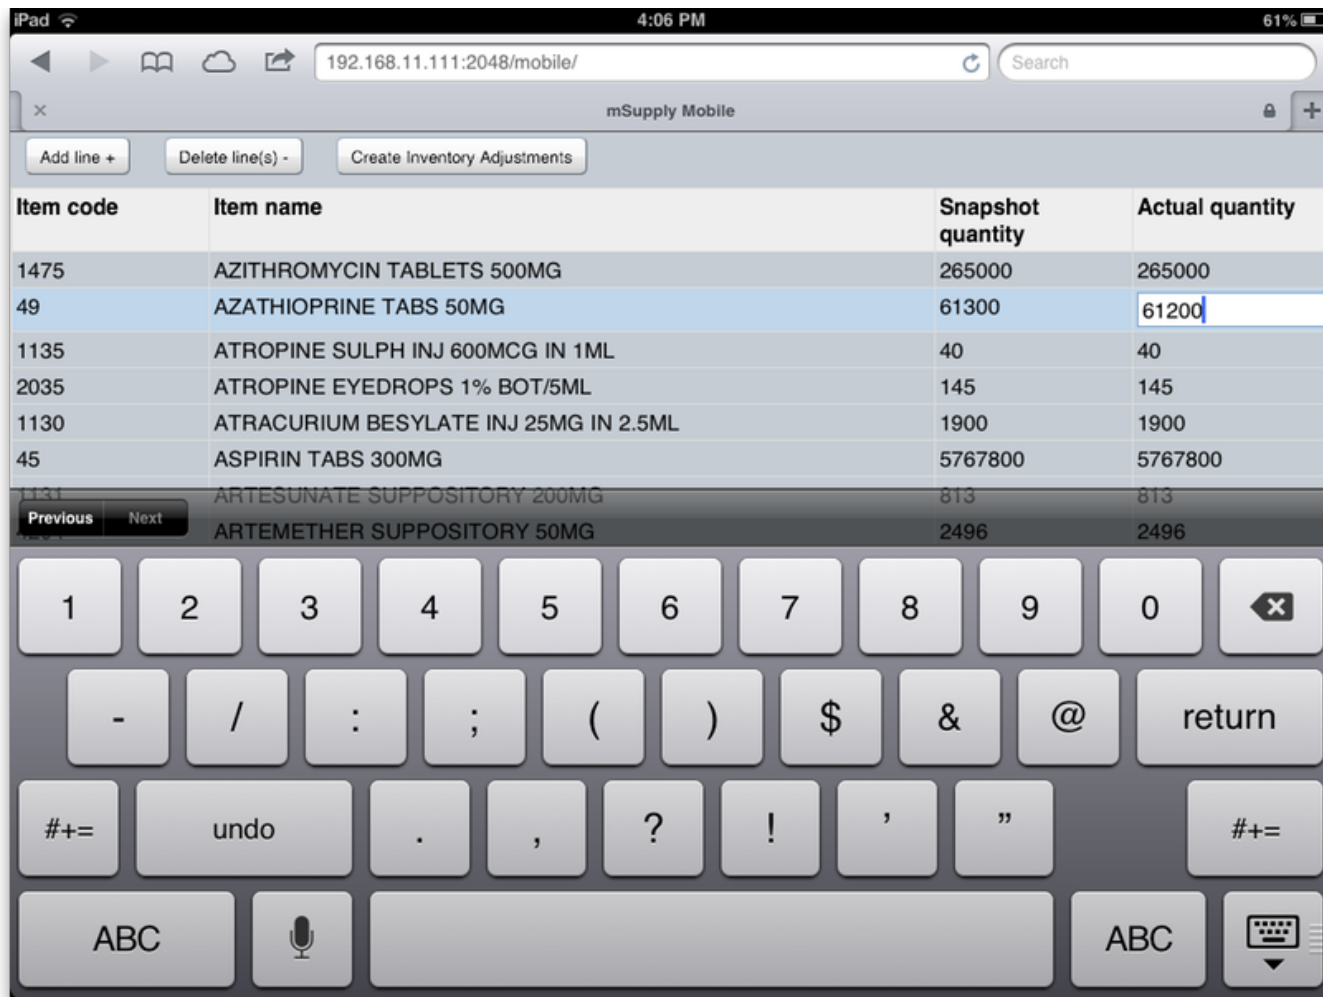 iPad 4:06 PM 61%
192.168.11.111:2048/mobile/ Search
mSupply Mobile
Add line + Delete line(s) - Create Inventory Adjustments
Item code Item name Snapshot quantity Actual quantity
1475 AZITHROMYCIN TABLETS 500MG 265000 265000
49 AZATHIOPRINE TABS 50MG 61300 61200
1135 ATROPINE SULPH INJ 600MCG IN 1ML 40 40
2035 ATROPINE EYEDROPS 1% BOT/5ML 145 145
1130 ATRACURIUM BESYLATE INJ 25MG IN 2.5ML 1900 1900
45 ASPIRIN TABS 300MG 5767800 5767800
1131 ARTESUNATE SUPPOSITORY 200MG 813 813
Previous Next
ARTEMETHER SUPPOSITORY 50MG 2496 2496
1 2 3 4 5 6 7 8 9 0
- / : ; ( ) $ & @ return
#+= undo . , ? ! ' " #+=
ABC ABC